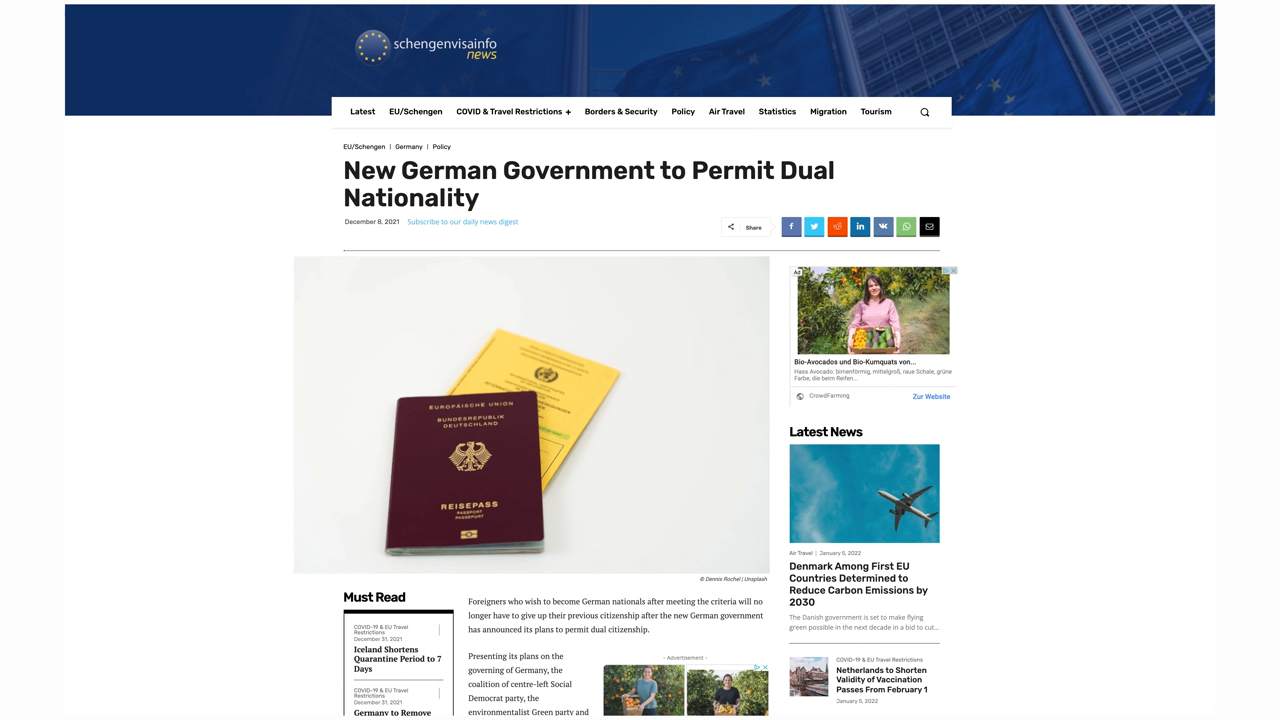 schengenvisainfo
news
Latest EU/Schengen COVID & Travel Restrictions + Borders & Security Policy Air Travel Statistics Migration Tourism
EU/Schengen | Germany | Policy
New German Government to Permit Dual
Nationality
December 8, 2021 Subscribe to our daily news digest
Share
EUROPÄISCHE UNION
BUNDESREPUBLIK
DEUTSCHLAND
REISEPASS
PASSPORT
PASSEPORT
© Dennis Rochel | Unsplash
Must Read
COVID-19 & EU Travel
Restrictions
December 31, 2021
Iceland Shortens
Quarantine Period to 7
Days
COVID-19 & EU Travel
Restrictions
December 31, 2021
Germany to Remove
Foreigners who wish to become German nationals after meeting the criteria will no
longer have to give up their previous citizenship after the new German government
has announced its plans to permit dual citizenship.
Presenting its plans on the
governing of Germany, the
coalition of centre-left Social
Democrat party, the
environmentalist Green party and
- Advertisement -
Ad
Bio-Avocados und Bio-Kumquats von...
Hass Avocado: birnenförmig, mittelgroß, raue Schale, grüne
Farbe, die beim Reifen...
CrowdFarming Zur Website
Latest News
Air Travel | January 5, 2022
Denmark Among First EU
Countries Determined to
Reduce Carbon Emissions by
2030
The Danish government is set to make flying
green possible in the next decade in a bid to cut...
COVID-19 & EU Travel Restrictions
Netherlands to Shorten
Validity of Vaccination
Passes From February 1
January 5, 2022